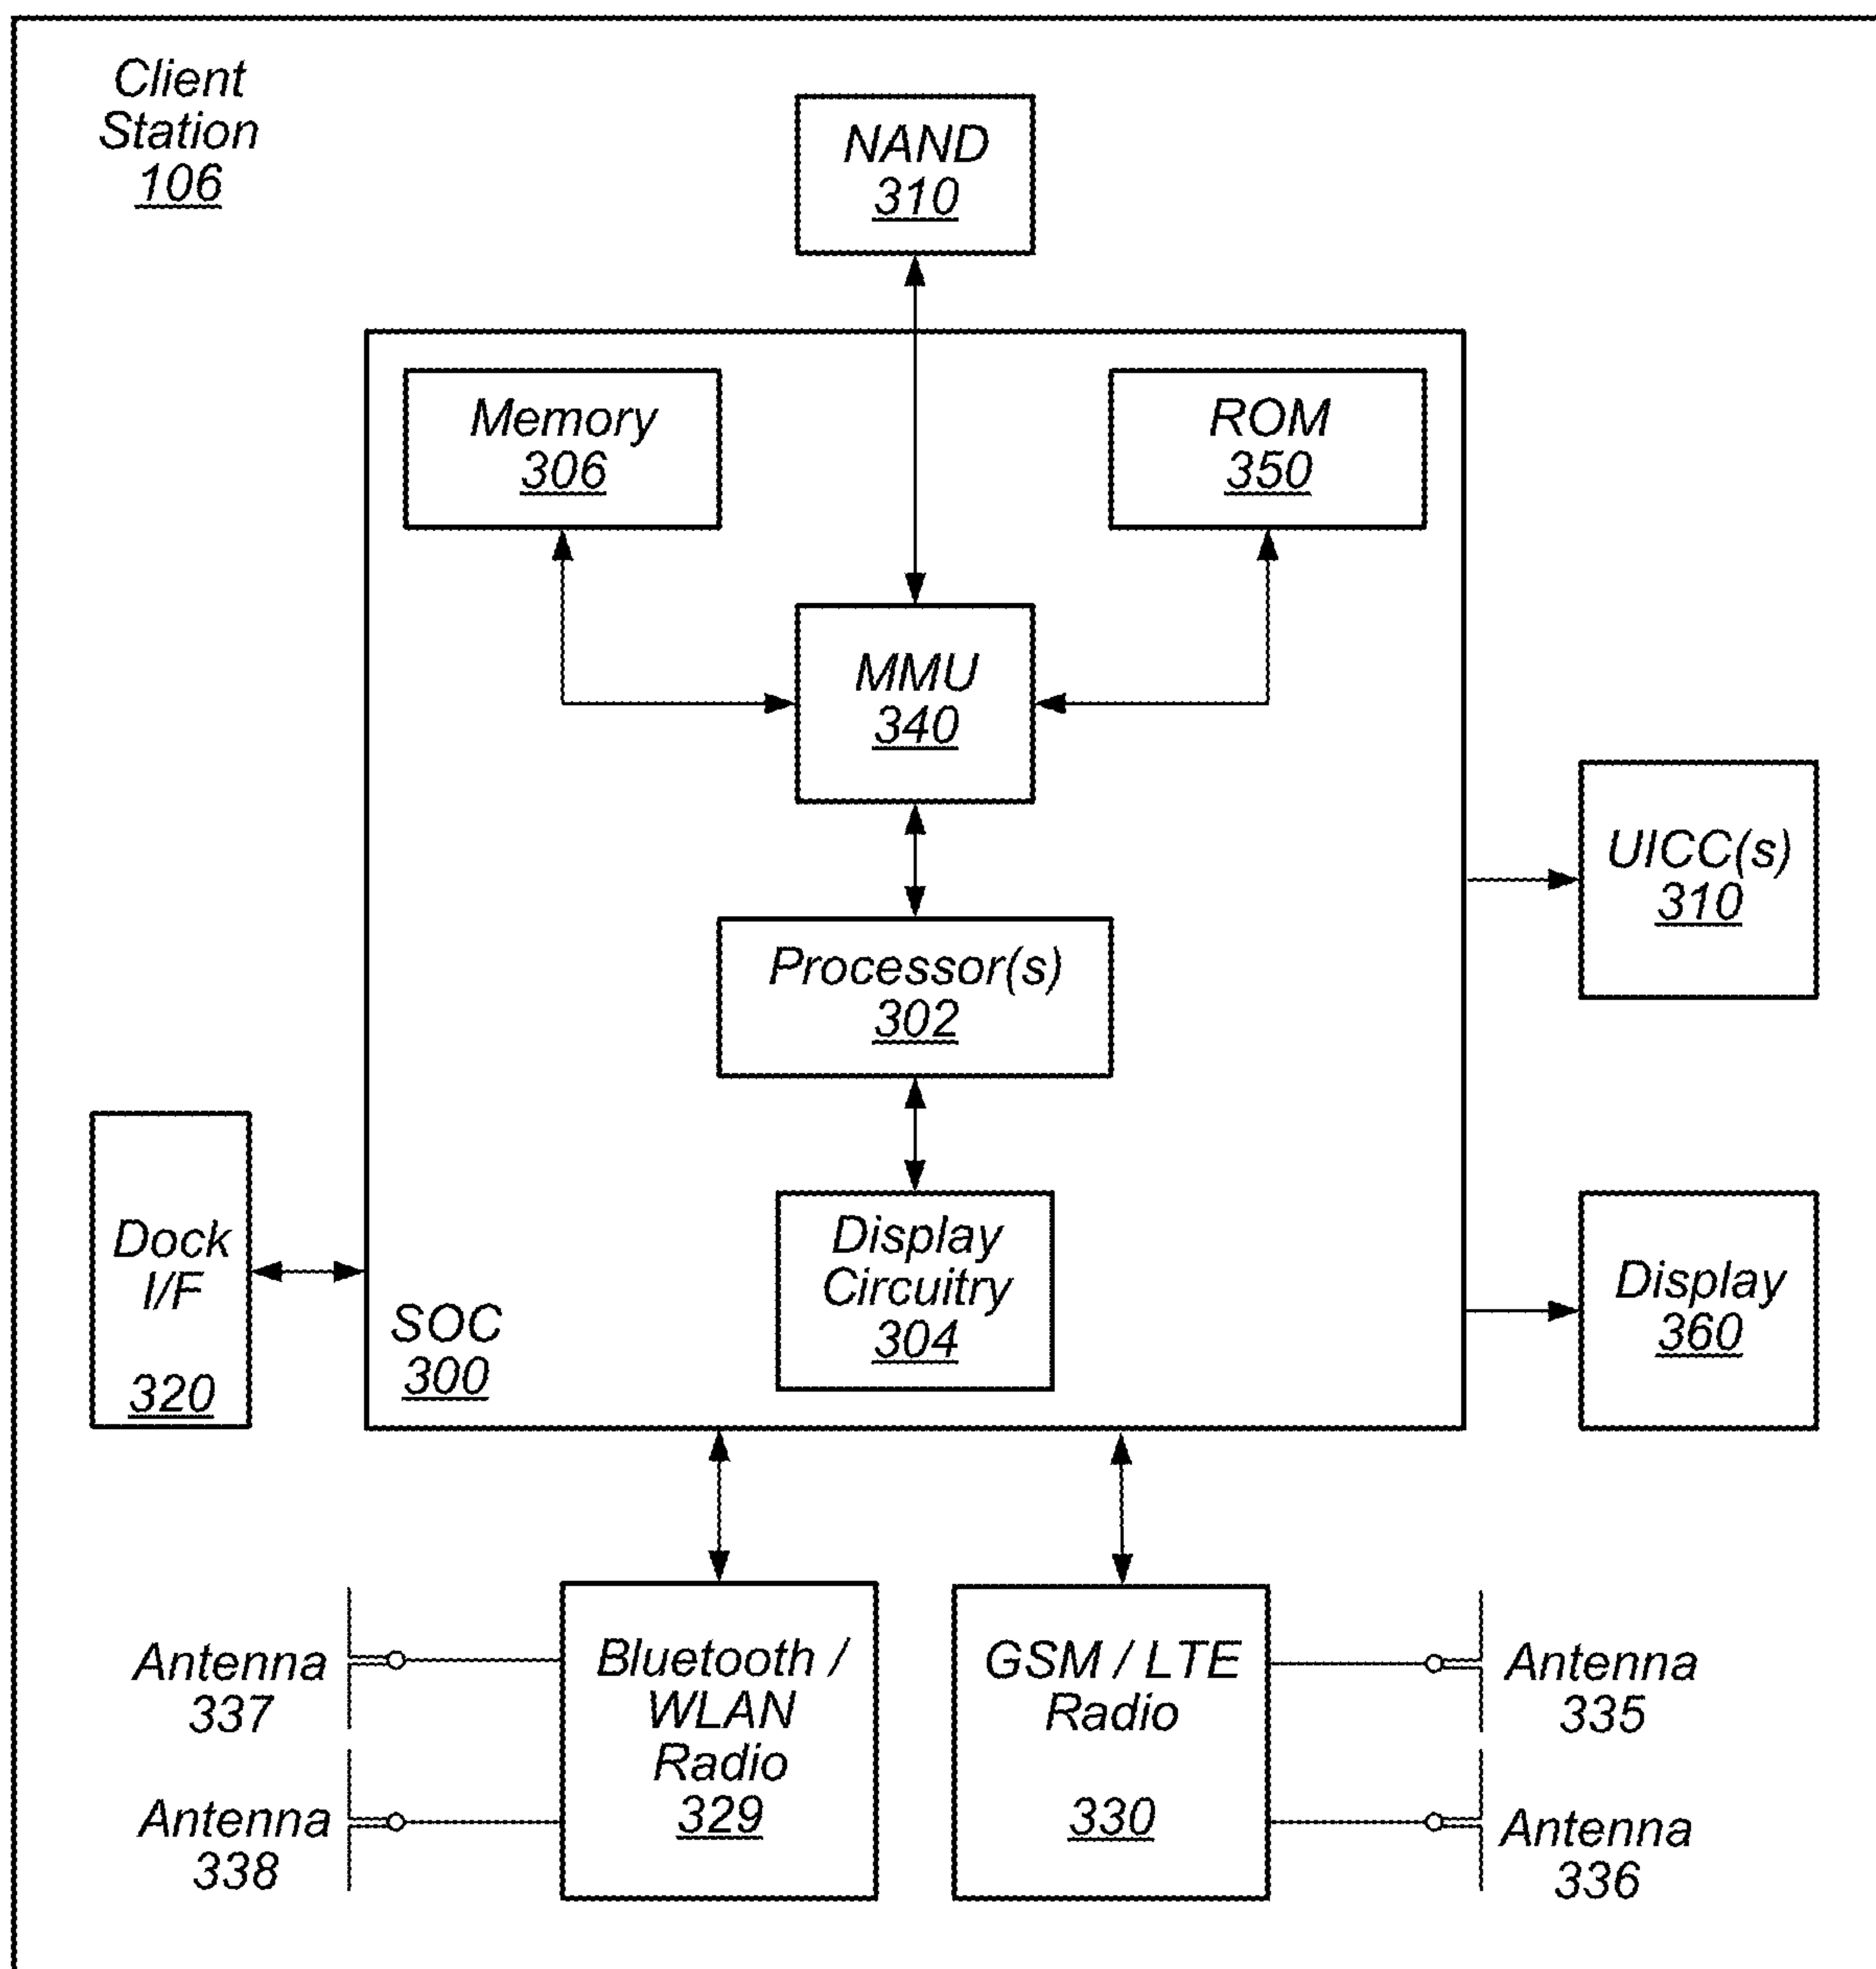 Client
Station
106
NAND
310
Memory
306
ROM
350
MMU
340
UICC(s)
310
Processor(s)
302
Dock
I/F
320
Display
Circuitry
304
SOC
300
Display
360
Bluetooth /
WLAN
Radio
329
GSM / LTE
Radio
330
Antenna
337
Antenna
338
Antenna
335
Antenna
336